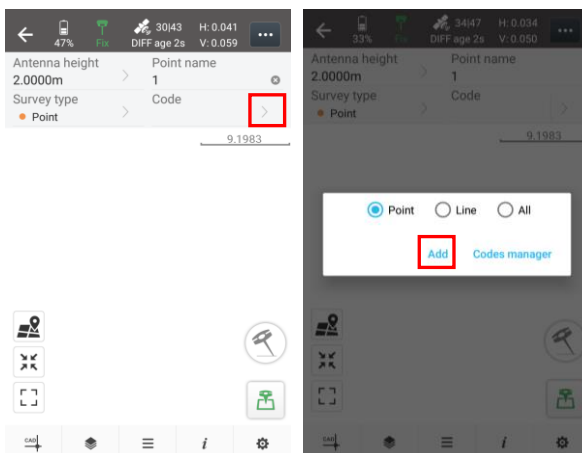 30|43 H: 0.041
47% Fix DIFF age 2s V: 0.059
Antenna height Point name
2.0000m 1
Survey type Code
Point
9.1983
CAD
34|47 H: 0.034
33% Fix DIFF age 2s V: 0.050
Antenna height Point name
2.0000m 1
Survey type Code
Point
9.1983
Point Line All
Add Codes manager
CAD